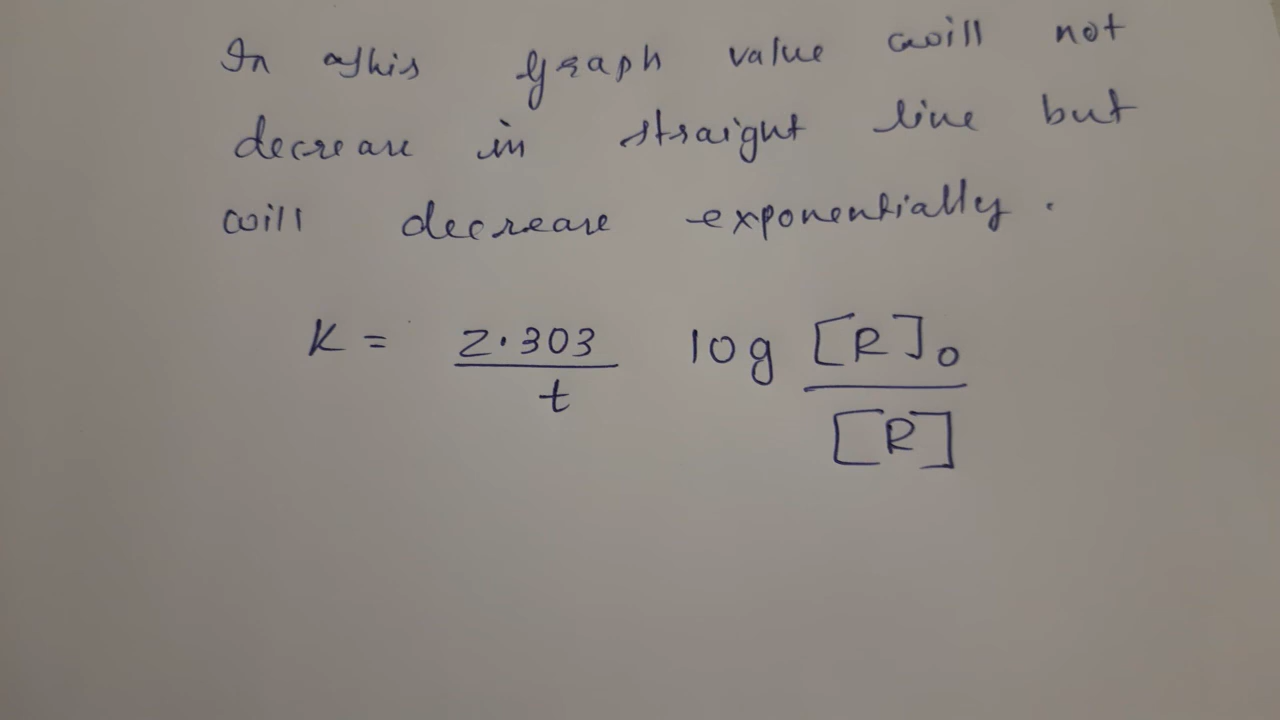 In this graph value will not
decrease in straight line but
will decrease exponentially.
K = 2.303/t log [R]₀/[R]